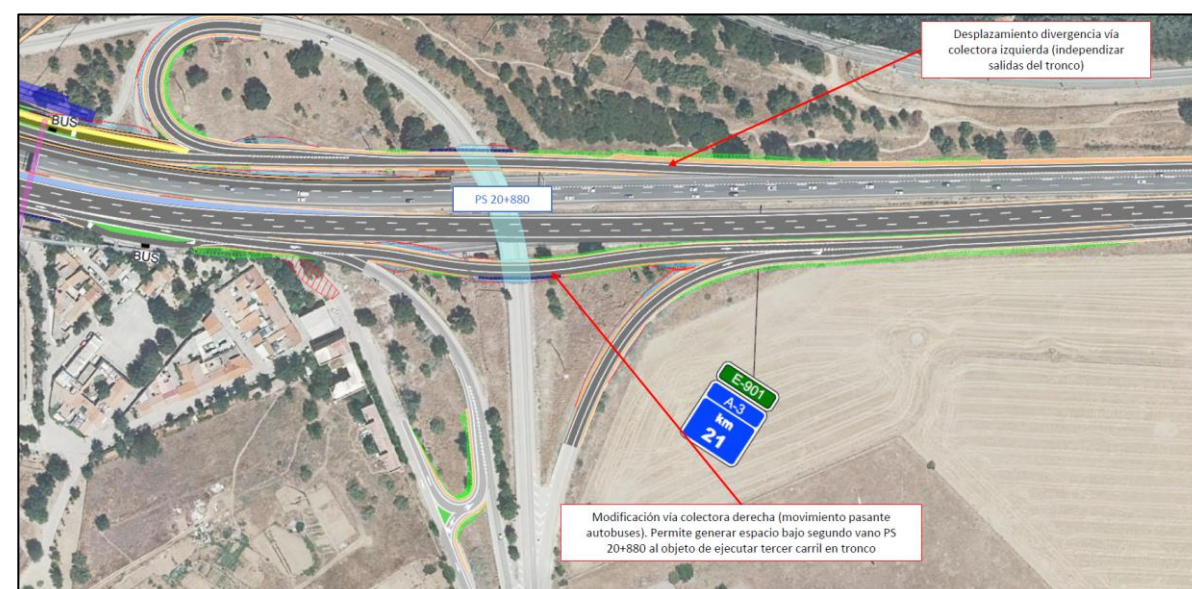 Desplazamiento divergencia vía
colectora izquierda (independizar
salidas del tronco)
BUS
PS 20+880
BUS
E-901
A-3
km
21
Modificación vía colectora derecha (movimiento pasante
autobuses). Permite generar espacio bajo segundo vano PS
20+880 al objeto de ejecutar tercer carril en tronco